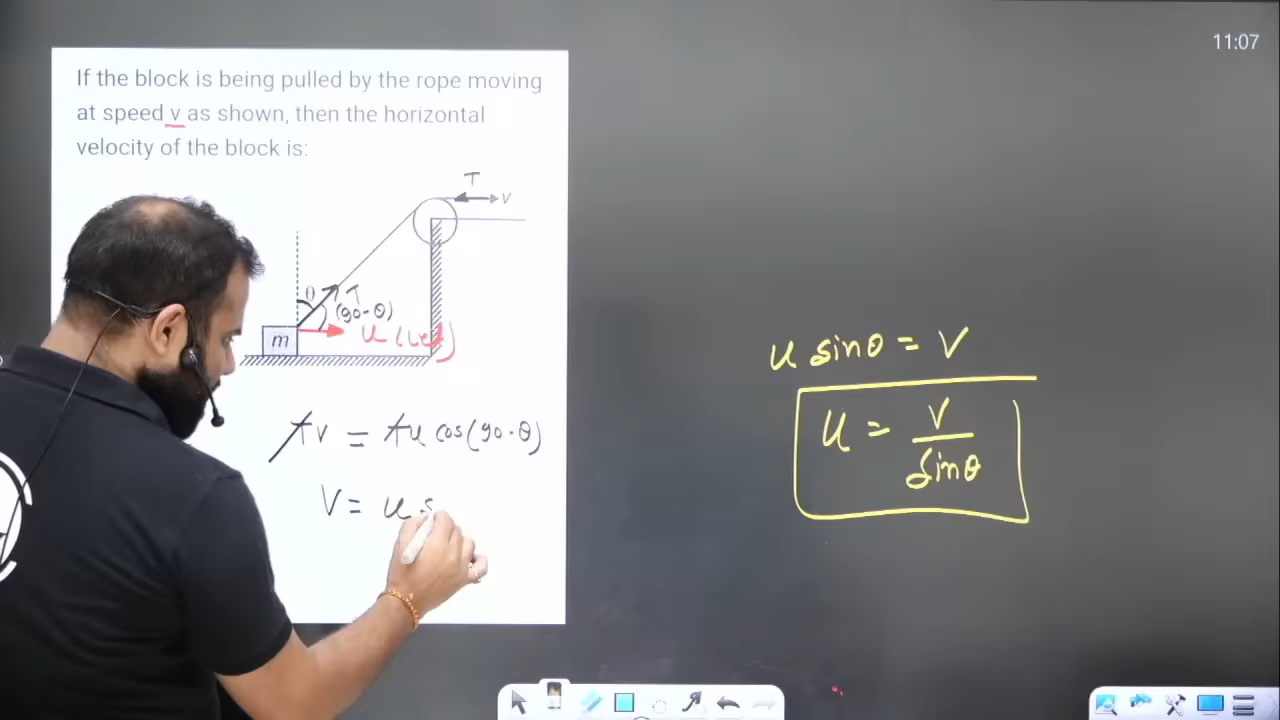 11:07
If the block is being pulled by the rope moving
at speed v as shown, then the horizontal
velocity of the block is:
T
v
θ
T
(90-θ)
m
u (let)
Tv = Tu cos(90-θ)
V = u s
u sinθ = v
u = v/sinθ